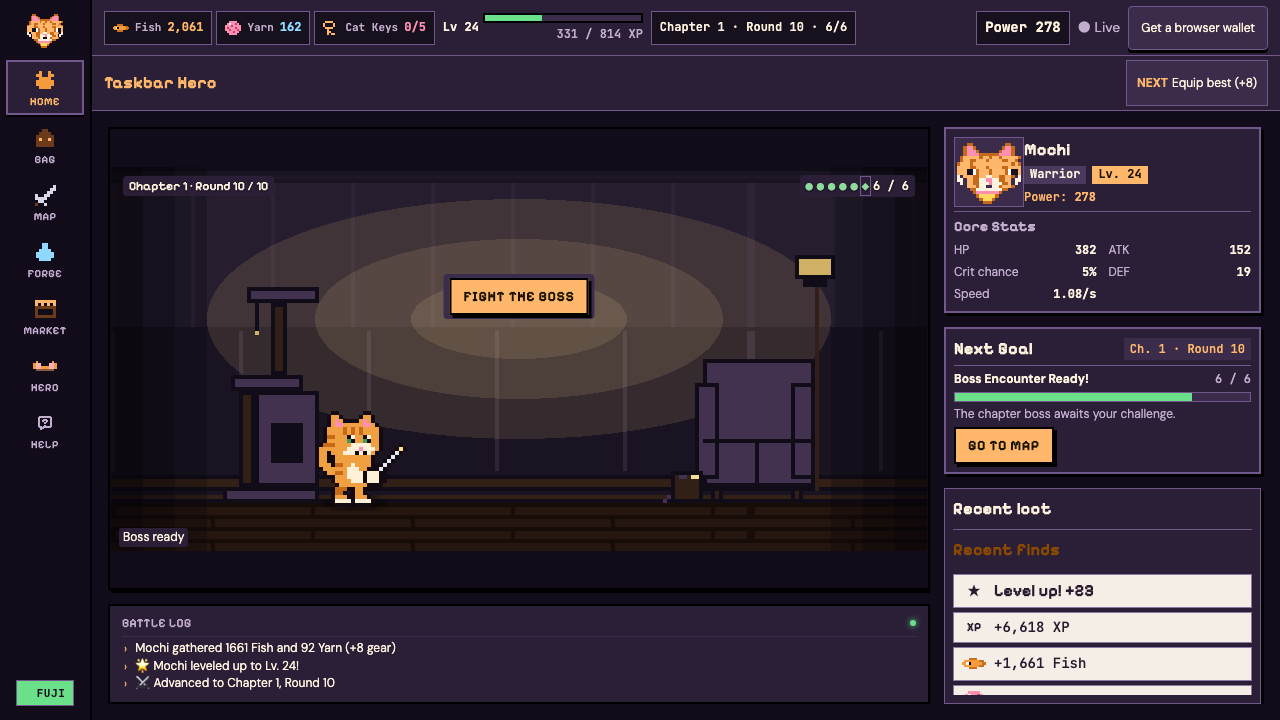 Fish 2,061
Yarn 162
Cat Keys 0/5
Lv 24
331 / 814 XP
Chapter 1 · Round 10 · 6/6
Power 278
Live
Get a browser wallet
HOME
BAG
MAP
FORGE
MARKET
HERO
HELP
FUJI
Taskbar Hero
NEXT Equip best (+8)
Chapter 1 · Round 10 / 10
6 / 6
FIGHT THE BOSS
Boss ready
BATTLE LOG
› Mochi gathered 1661 Fish and 92 Yarn (+8 gear)
› 🌟 Mochi leveled up to Lv. 24!
› ⚔️ Advanced to Chapter 1, Round 10
Mochi
Warrior Lv. 24
Power: 278
Core Stats
HP 382 ATK 152
Crit chance 5% DEF 19
Speed 1.08/s
Next Goal
Ch. 1 · Round 10
Boss Encounter Ready! 6 / 6
The chapter boss awaits your challenge.
GO TO MAP
Recent loot
Recent finds
★ Level up! +23
XP +6,618 XP
+1,661 Fish